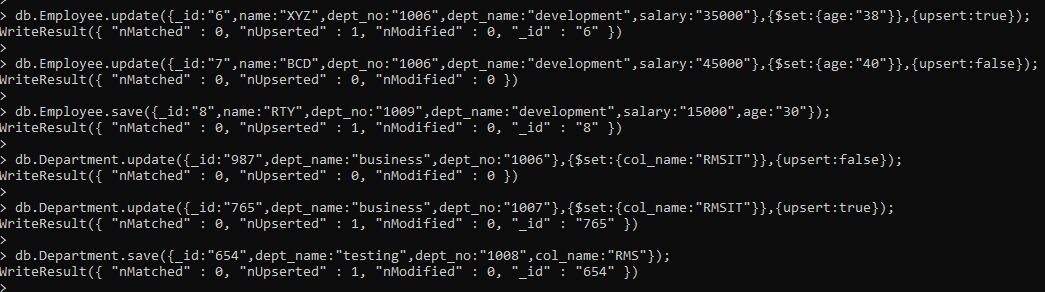 >
> db.Employee.update({_id:"6",name:"XYZ",dept_no:"1006",dept_name:"development",salary:"35000"},{$set:{age:"38"}},{upsert:true});
WriteResult({ "nMatched" : 0, "nUpserted" : 1, "nModified" : 0, "_id" : "6" })
>
> db.Employee.update({_id:"7",name:"BCD",dept_no:"1006",dept_name:"development",salary:"45000"},{$set:{age:"40"}},{upsert:false});
WriteResult({ "nMatched" : 0, "nUpserted" : 0, "nModified" : 0 })
>
> db.Employee.save({_id:"8",name:"RTY",dept_no:"1009",dept_name:"development",salary:"15000",age:"30"});
WriteResult({ "nMatched" : 0, "nUpserted" : 1, "nModified" : 0, "_id" : "8" })
>
> db.Department.update({_id:"987",dept_name:"business",dept_no:"1006"},{$set:{col_name:"RMSIT"}},{upsert:false});
WriteResult({ "nMatched" : 0, "nUpserted" : 0, "nModified" : 0 })
>
> db.Department.update({_id:"765",dept_name:"business",dept_no:"1007"},{$set:{col_name:"RMSIT"}},{upsert:true});
WriteResult({ "nMatched" : 0, "nUpserted" : 1, "nModified" : 0, "_id" : "765" })
>
> db.Department.save({_id:"654",dept_name:"testing",dept_no:"1008",col_name:"RMS"});
WriteResult({ "nMatched" : 0, "nUpserted" : 1, "nModified" : 0, "_id" : "654" })
>